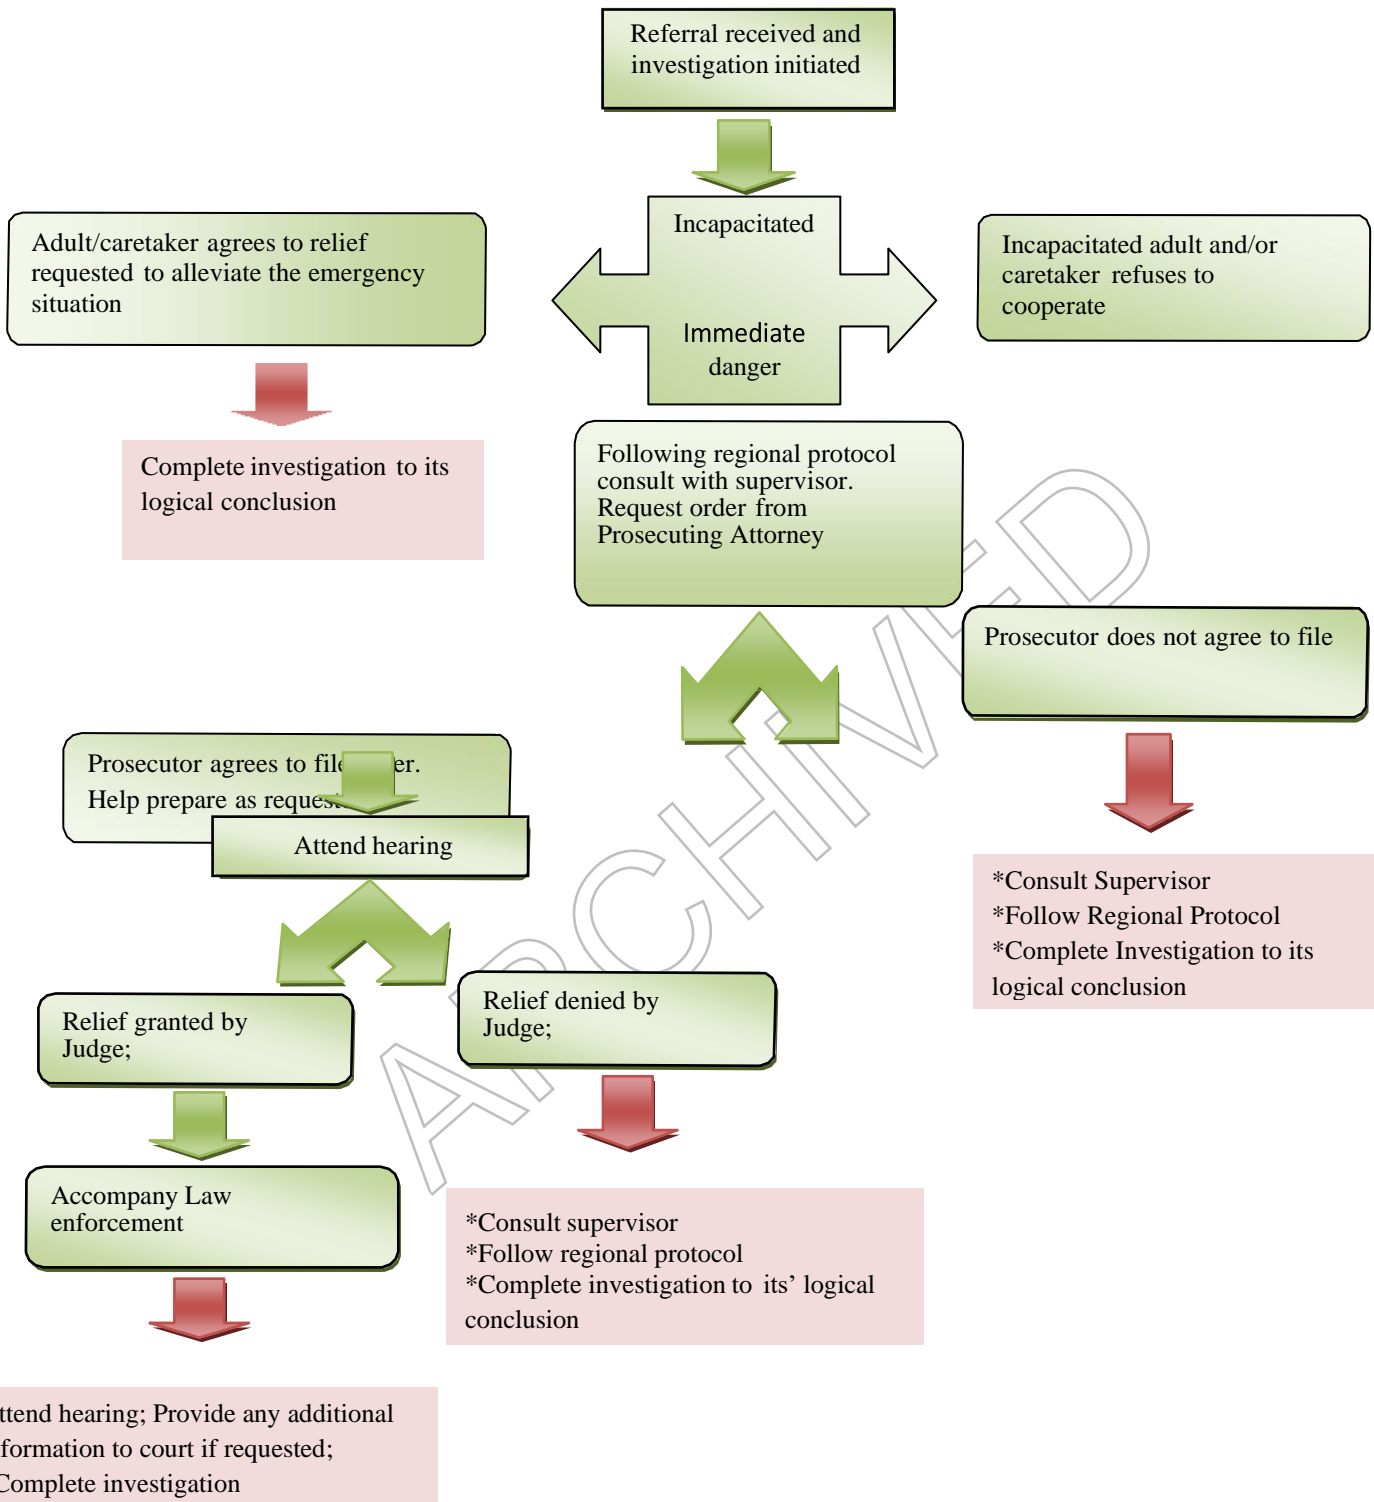 Referral received and
investigation initiated
Incapacitated
Immediate
danger
Adult/caretaker agrees to relief
requested to alleviate the emergency
situation
Incapacitated adult and/or
caretaker refuses to
cooperate
Complete investigation to its
logical conclusion
Following regional protocol
consult with supervisor.
Request order from
Prosecuting Attorney
Prosecutor does not agree to file
Prosecutor agrees to file
Help prepare as
Attend hearing
*Consult Supervisor
*Follow Regional Protocol
*Complete Investigation to its
logical conclusion
Relief granted by
Judge;
Relief denied by
Judge;
Accompany Law
enforcement
*Consult supervisor
*Follow regional protocol
*Complete investigation to its’ logical
conclusion
ttend hearing; Provide any additional
formation to court if requested;
Complete investigation
ARCHIVED